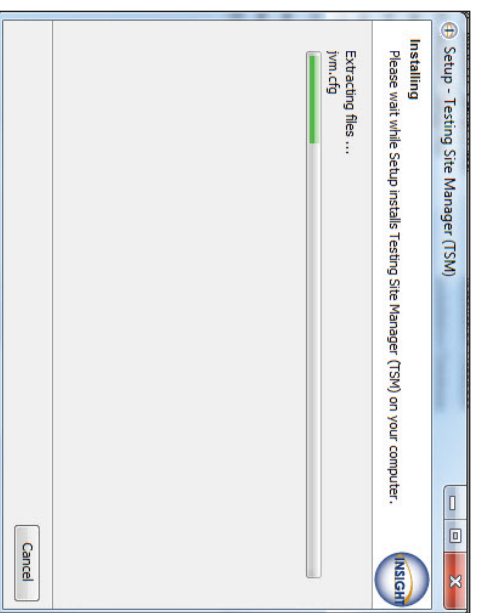 Setup - Testing Site Manager (TSM)
Installing
Please wait while Setup installs Testing Site Manager (TSM) on your computer.
INSIGHT
Extracting files ...
jvm.cfg
Cancel